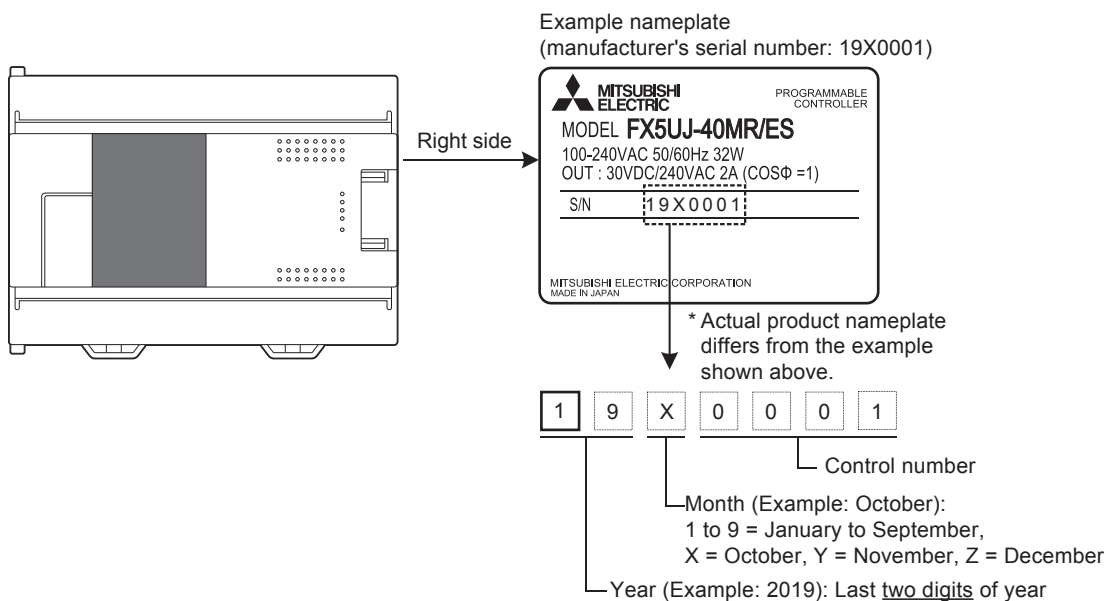 Example nameplate
(manufacturer's serial number: 19X0001)
MITSUBISHI
ELECTRIC
PROGRAMMABLE
CONTROLLER
MODEL FX5UJ-40MR/ES
100-240VAC 50/60Hz 32W
OUT : 30VDC/240VAC 2A (COSΦ =1)
S/N 19X0001
MITSUBISHI ELECTRIC CORPORATION
MADE IN JAPAN
Right side
* Actual product nameplate
differs from the example
shown above.
1 9 X 0 0 0 1
Control number
Month (Example: October):
1 to 9 = January to September,
X = October, Y = November, Z = December
Year (Example: 2019): Last two digits of year